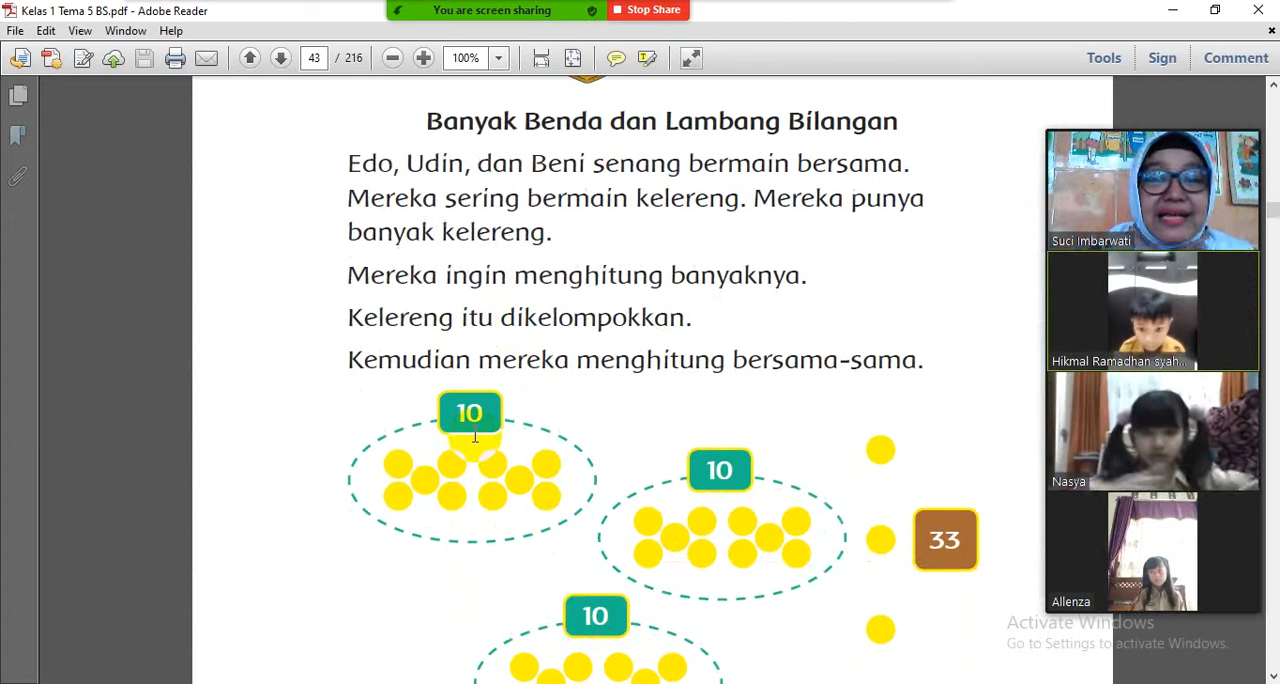 Kelas 1 Tema 5 BS.pdf - Adobe Reader
You are screen sharing
Stop Share
File Edit View Window Help
43 / 216
100%
Tools Sign Comment
Banyak Benda dan Lambang Bilangan
Edo, Udin, dan Beni senang bermain bersama.
Mereka sering bermain kelereng. Mereka punya
banyak kelereng.
Mereka ingin menghitung banyaknya.
Kelereng itu dikelompokkan.
Kemudian mereka menghitung bersama-sama.
10
10
33
10
Suci Imbarwati
Hikmal Ramadhan syah...
Nasya
Allenza
Activate Windows
Go to Settings to activate Windows.